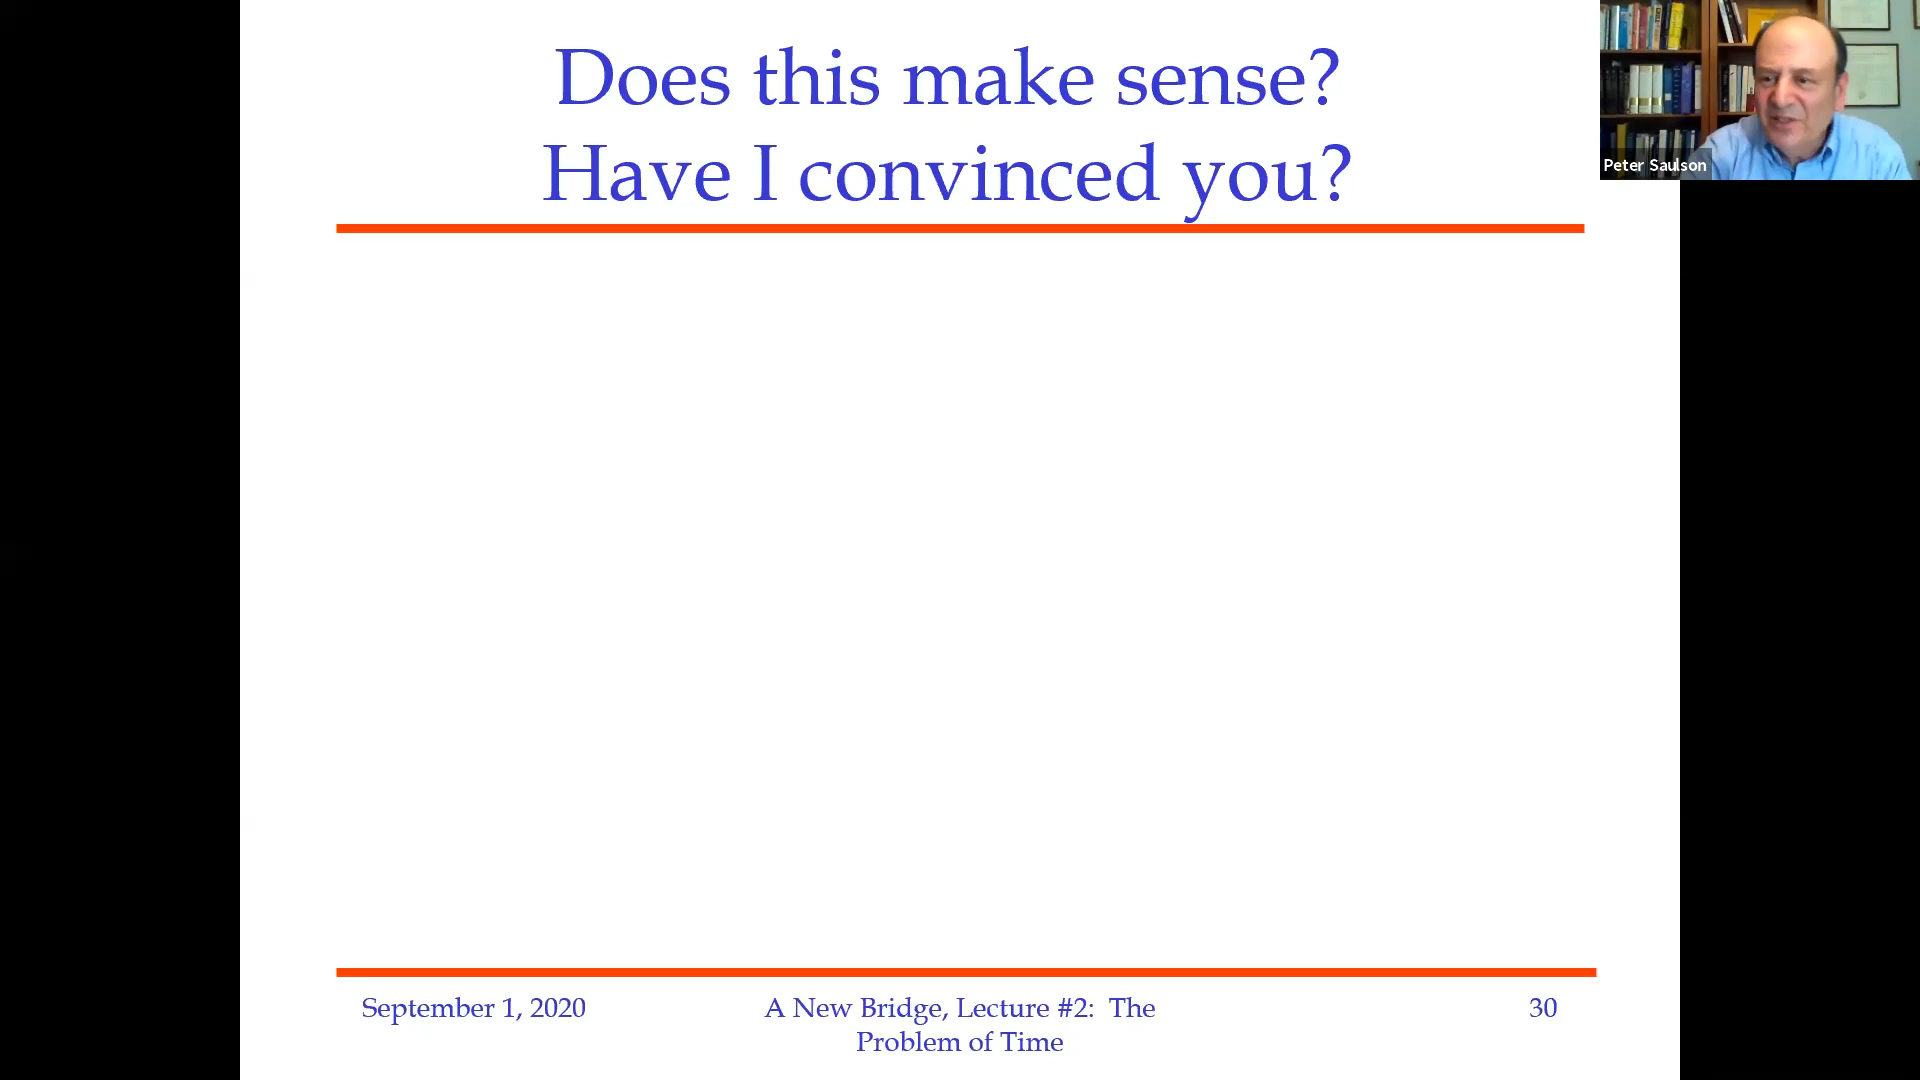 Does this make sense?
Have I convinced you?
Peter Saulson
September 1, 2020
A New Bridge, Lecture #2:  The
Problem of Time
30